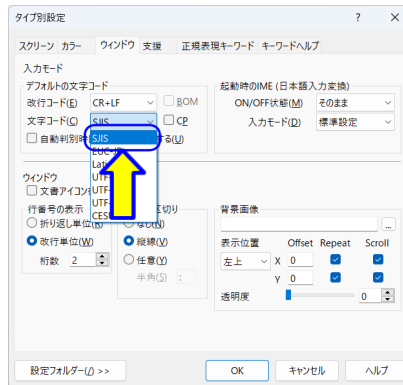 タイプ別設定 ? ×
スクリーン カラー ウィンドウ 支援 正規表現キーワード キーワードヘルプ
入力モード
デフォルトの文字コード
改行コード(E) CR+LF BOM
文字コード(C) SJIS CP
自動判別時 する(U)
SJIS
EUC-
Lati
UTF-
UTF-
UTF-
CES
起動時のIME (日本語入力変換)
ON/OFF状態(M) そのまま
入力モード(D) 標準設定
ウィンドウ
文書アイコン
行番号の表示
折り返し単位(R)
改行単位(W)
桁数 2
区切り
なし(N)
縦線(V)
任意(Y)
半角(S) :
背景画像
...
表示位置 Offset Repeat Scroll
左上 X 0
Y 0
透明度 0
設定フォルダー(/) >> OK キャンセル ヘルプ